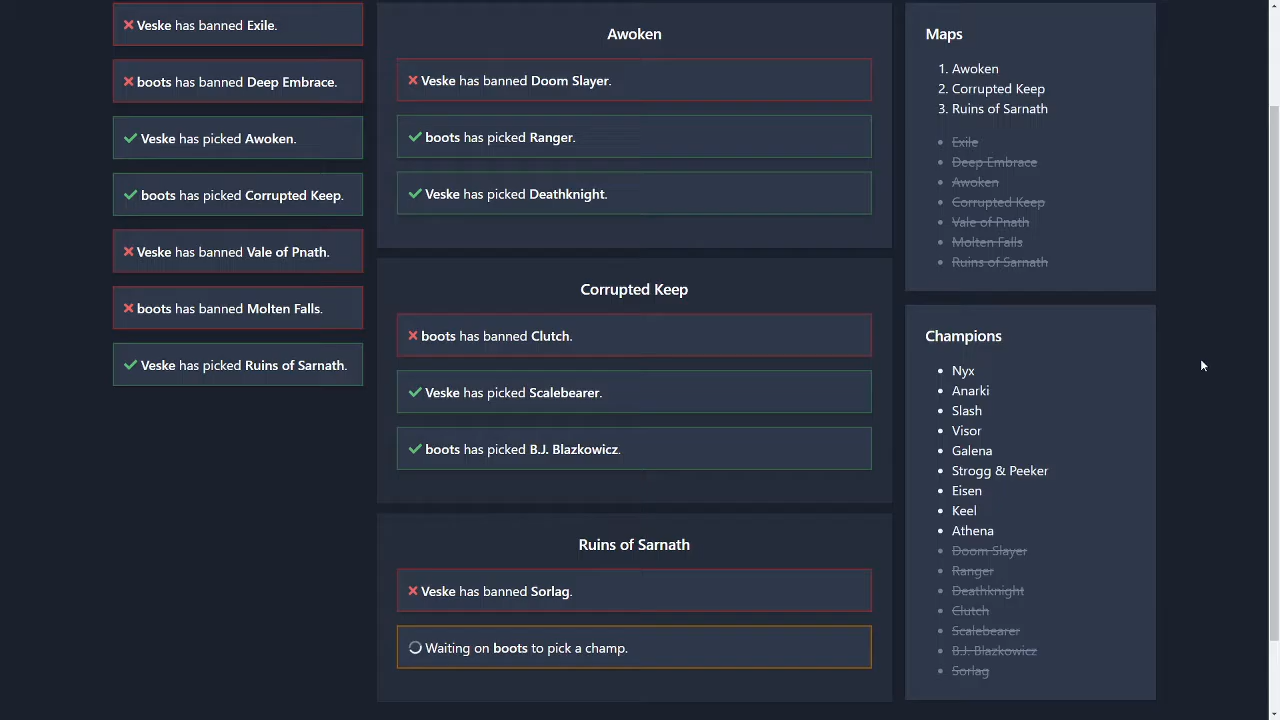 Veske has banned Exile.
boots has banned Deep Embrace.
Veske has picked Awoken.
boots has picked Corrupted Keep.
Veske has banned Vale of Pnath.
boots has banned Molten Falls.
Veske has picked Ruins of Sarnath.
Awoken
Veske has banned Doom Slayer.
boots has picked Ranger.
Veske has picked Deathknight.
Corrupted Keep
boots has banned Clutch.
Veske has picked Scalebearer.
boots has picked B.J. Blazkowicz.
Ruins of Sarnath
Veske has banned Sorlag.
Waiting on boots to pick a champ.
Maps
1. Awoken
2. Corrupted Keep
3. Ruins of Sarnath
Exile
Deep Embrace
Awoken
Corrupted Keep
Vale of Pnath
Molten Falls
Ruins of Sarnath
Champions
Nyx
Anarki
Slash
Visor
Galena
Strogg & Peeker
Eisen
Keel
Athena
Doom Slayer
Ranger
Deathknight
Clutch
Scalebearer
B.J. Blazkowicz
Sorlag